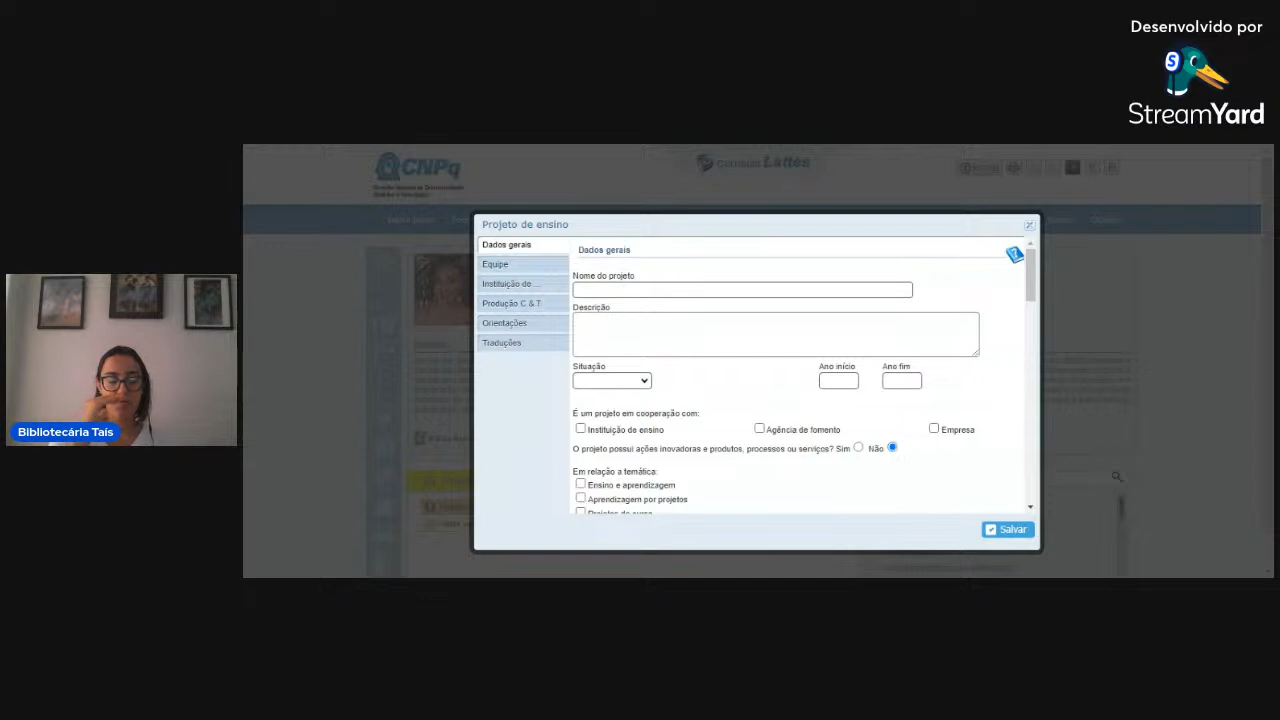 Desenvolvido por
StreamYard
CNPq
Currículo Lattes
Projeto de ensino
Dados gerais
Equipe
Instituição de ...
Produção C & T
Orientações
Traduções
Dados gerais
Nome do projeto
Descrição
Situação
Ano início
Ano fim
É um projeto em cooperação com:
Instituição de ensino
Agência de fomento
Empresa
O projeto possui ações inovadoras e produtos, processos ou serviços? Sim Não
Em relação a temática:
Ensino e aprendizagem
Aprendizagem por projetos
Projetos de curso
Salvar
Bibliotecária Taís